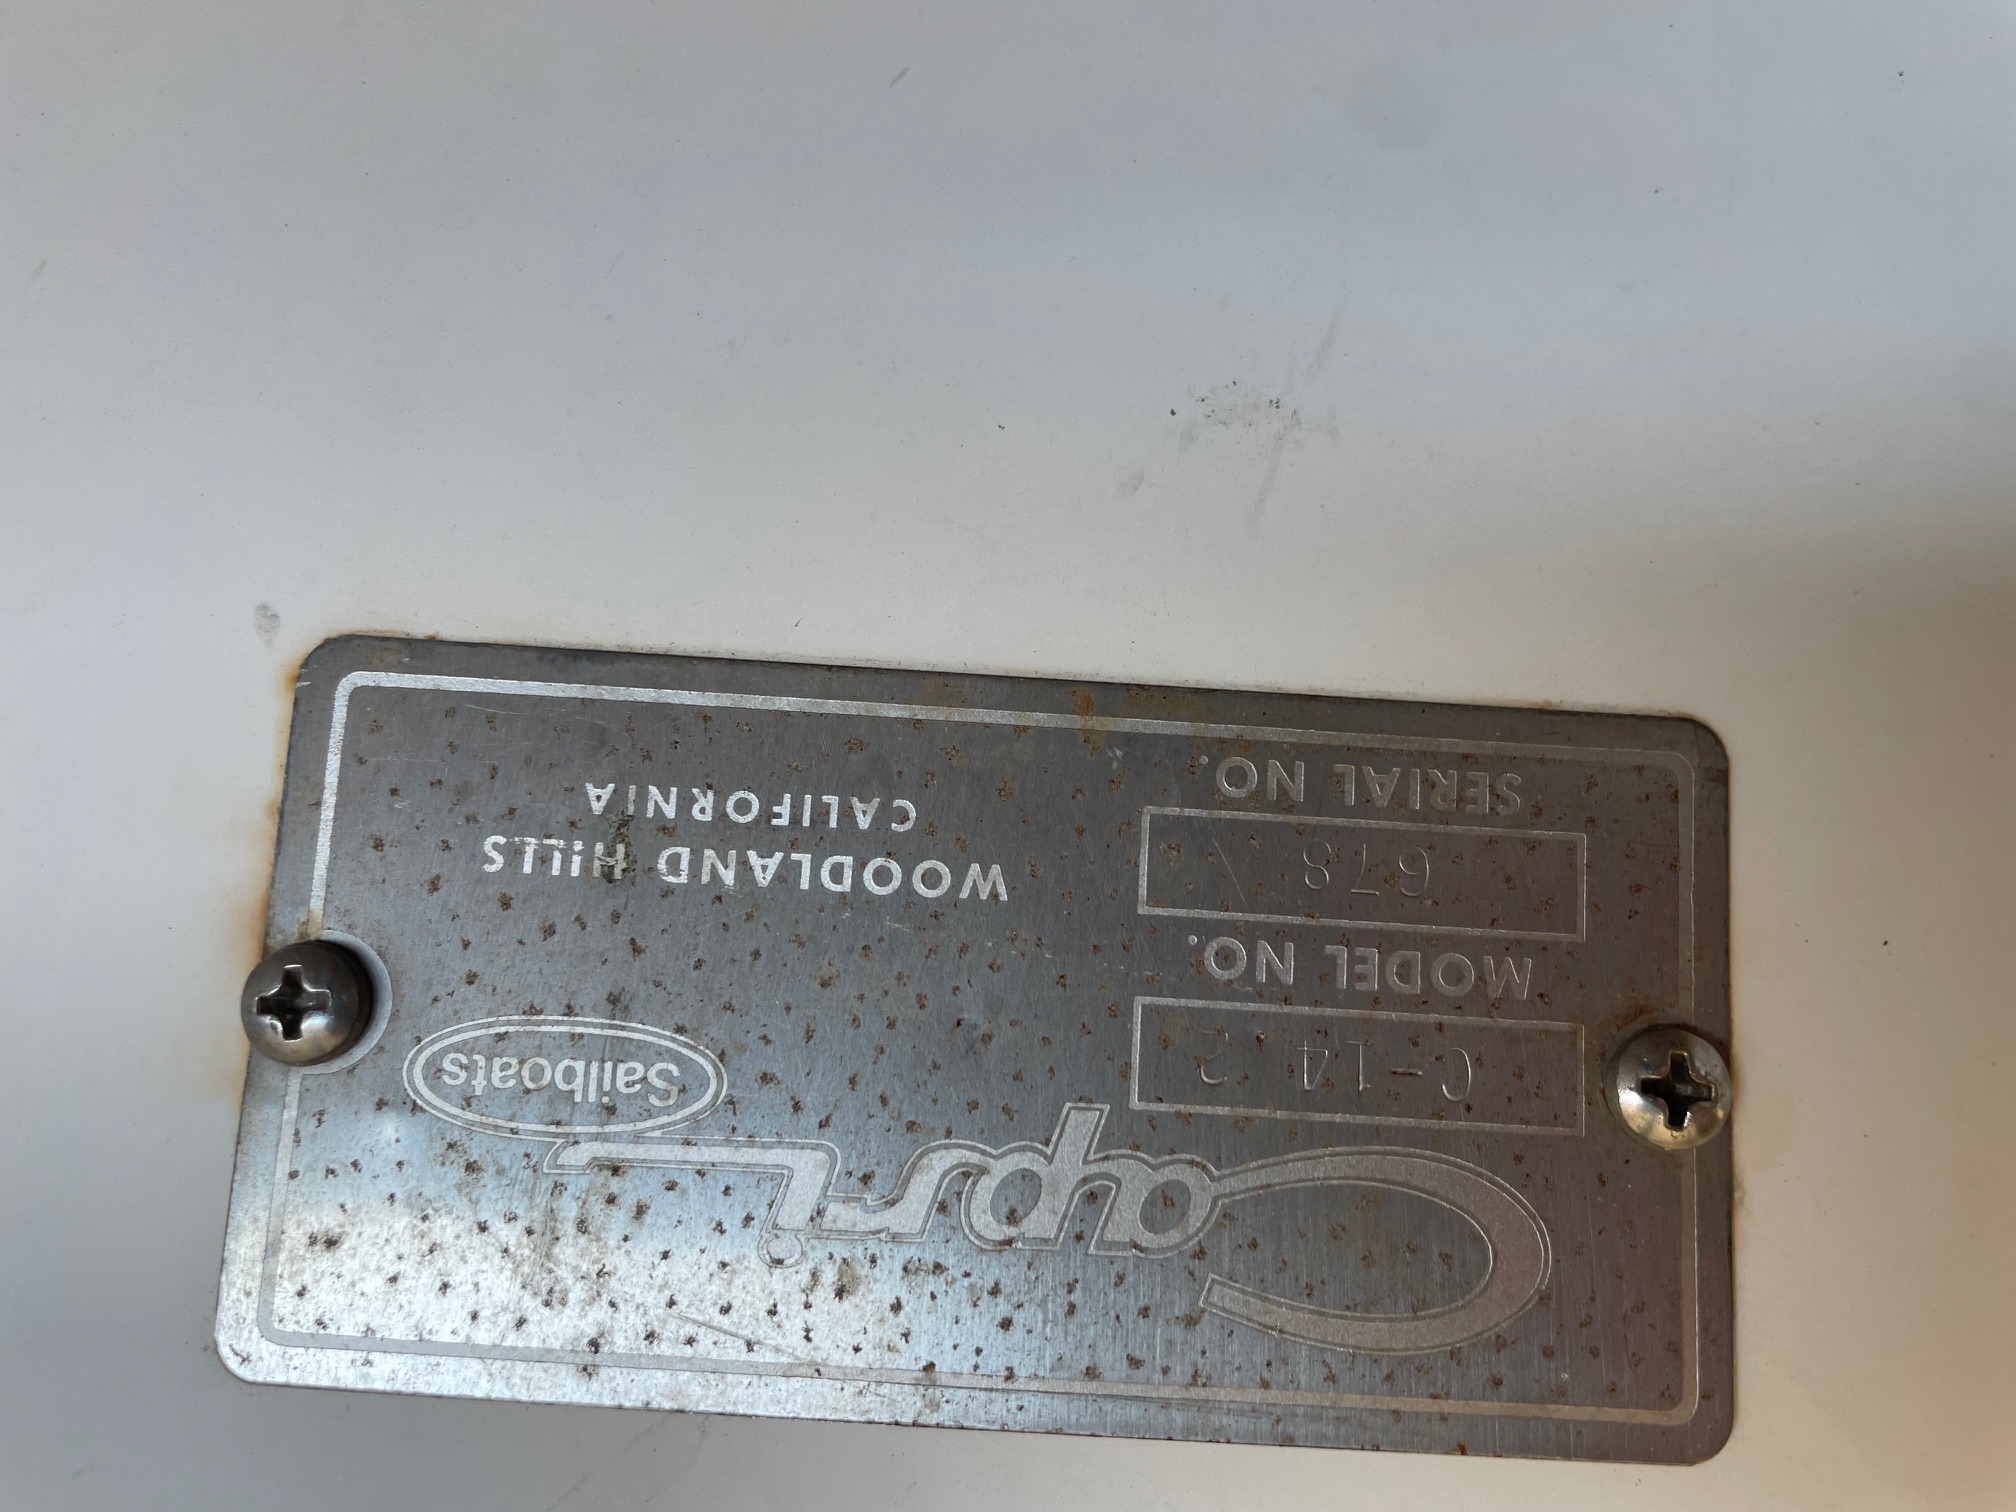 Capri
Sailboats
C-14 2
MODEL NO.
678
SERIAL NO.
WOODLAND HILLS
CALIFORNIA